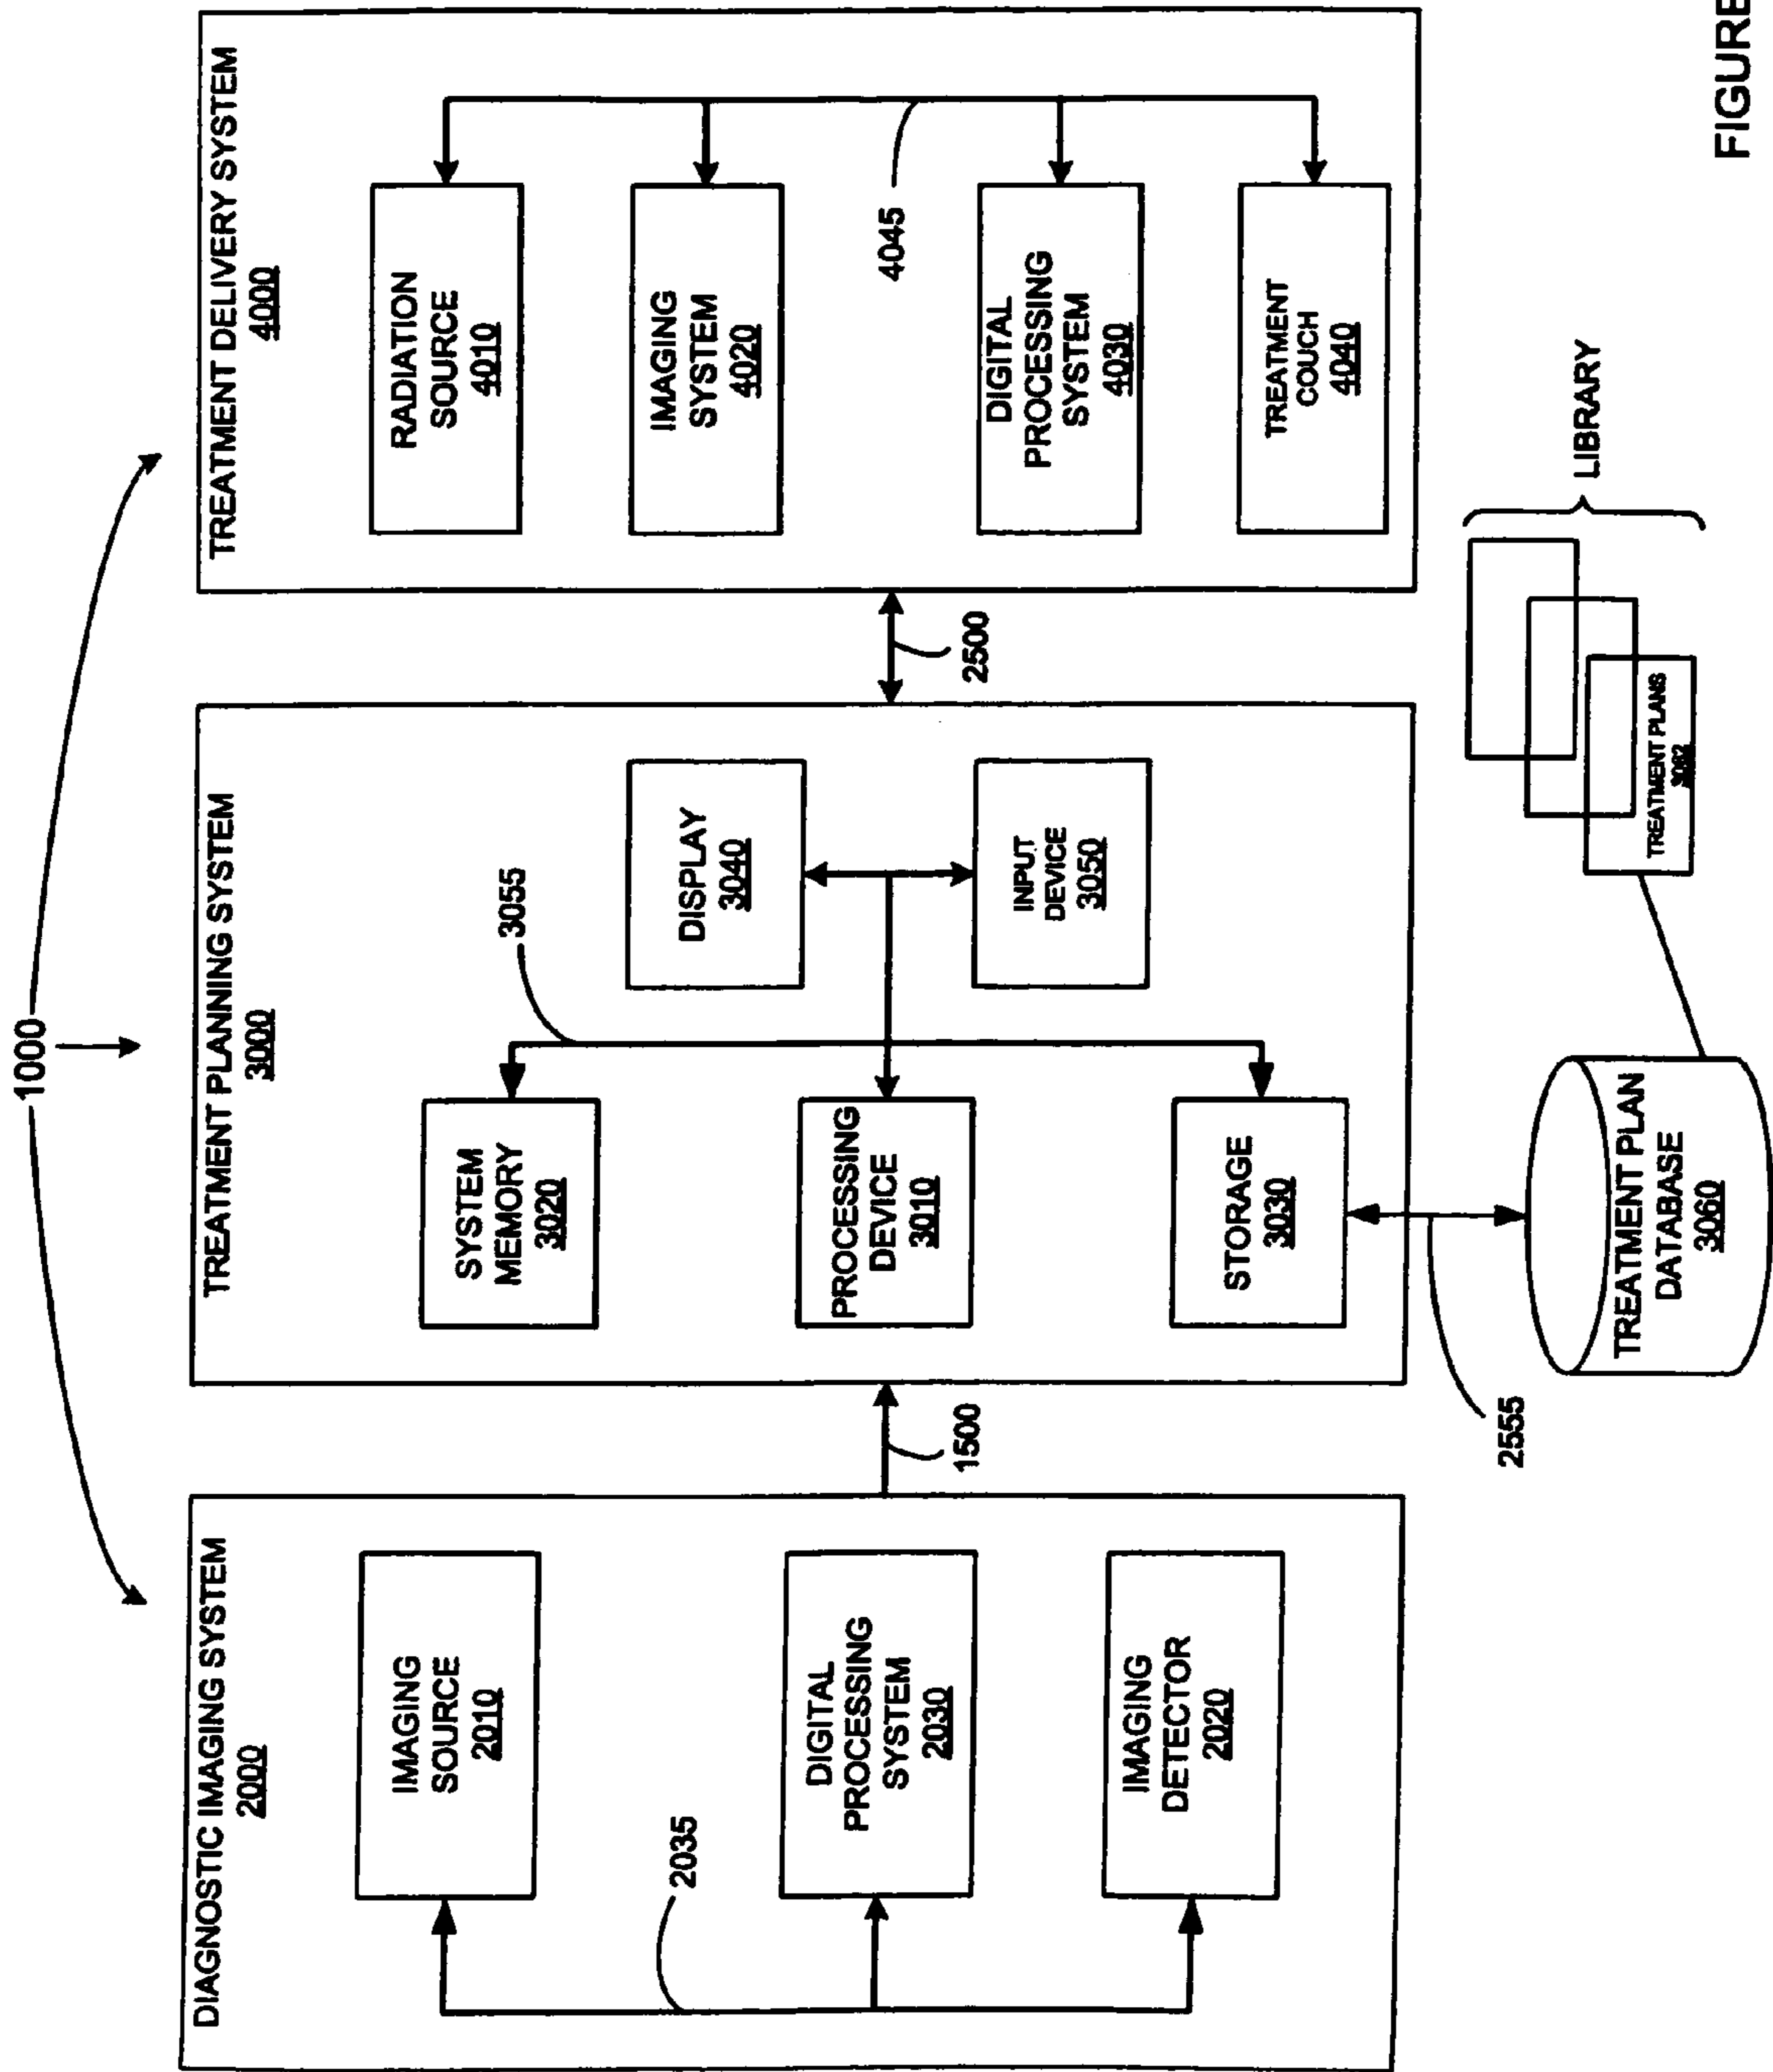 1000
DIAGNOSTIC IMAGING SYSTEM
2000
IMAGING
SOURCE
2010
DIGITAL
PROCESSING
SYSTEM
2030
IMAGING
DETECTOR
2020
2035
1500
TREATMENT PLANNING SYSTEM
3000
SYSTEM
MEMORY
3020
PROCESSING
DEVICE
3010
STORAGE
3030
3055
DISPLAY
3040
INPUT
DEVICE
3050
2555
TREATMENT PLAN
DATABASE
3060
TREATMENT PLANS
LIBRARY
2500
TREATMENT DELIVERY SYSTEM
4000
RADIATION
SOURCE
4010
IMAGING
SYSTEM
4020
DIGITAL
PROCESSING
SYSTEM
4030
TREATMENT
COUCH
4040
4045
FIGURE